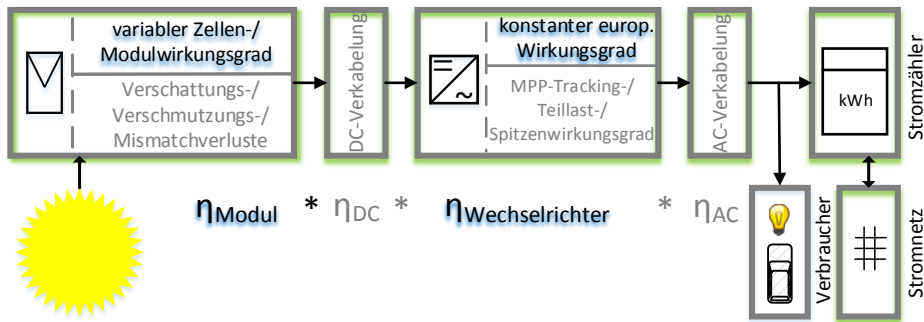 variabler Zellen-/
Modulwirkungsgrad
Verschattungs-/
Verschmutzungs-/
Mismatchverluste
DC-Verkabelung
konstanter europ.
Wirkungsgrad
MPP-Tracking-/
Teillast-/
Spitzenwirkungsgrad
AC-Verkabelung
kWh
Stromzähler
ηModul * ηDC * ηWechselrichter * ηAC
Verbraucher
Stromnetz